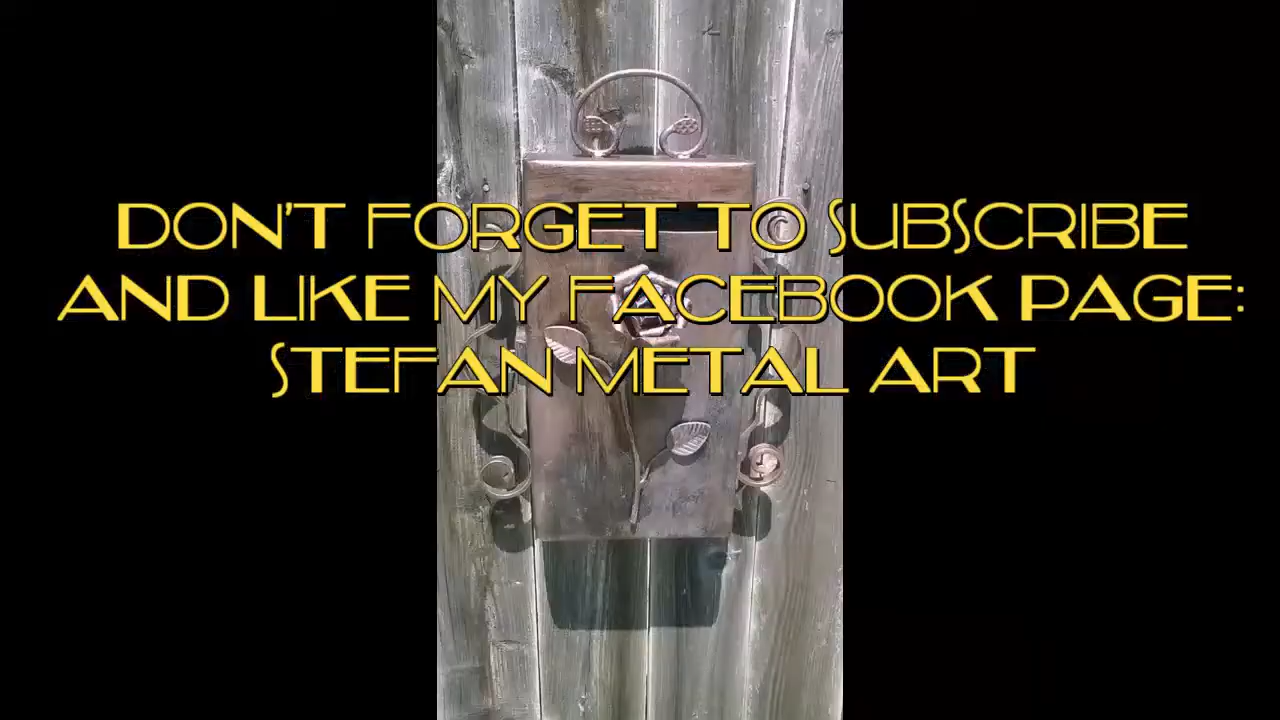 DON'T FORGET TO SUBSCRIBE
AND LIKE MY FACEBOOK PAGE:
STEFAN METAL ART